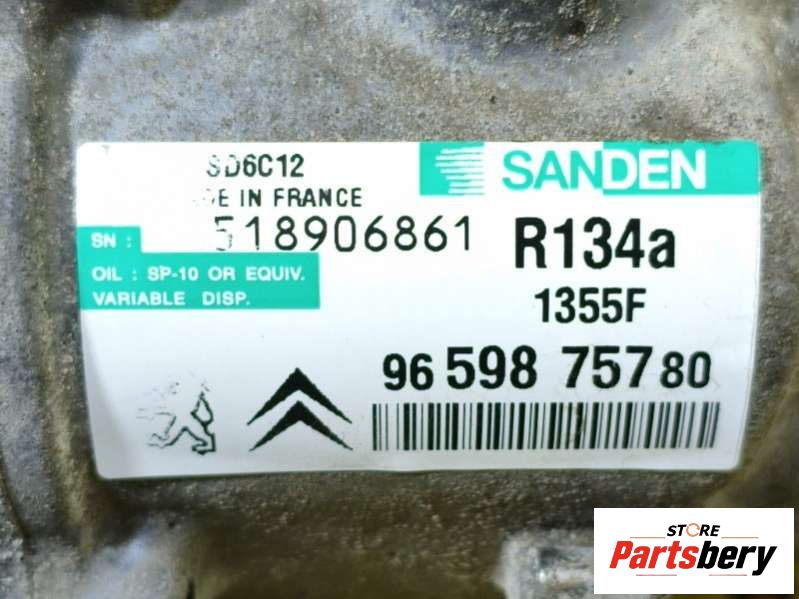 SD6C12
SANDEN
DE IN FRANCE
SN :
518906861
R134a
OIL : SP-10 OR EQUIV.
VARIABLE DISP.
1355F
96 598 757 80
STORE
Partsbery